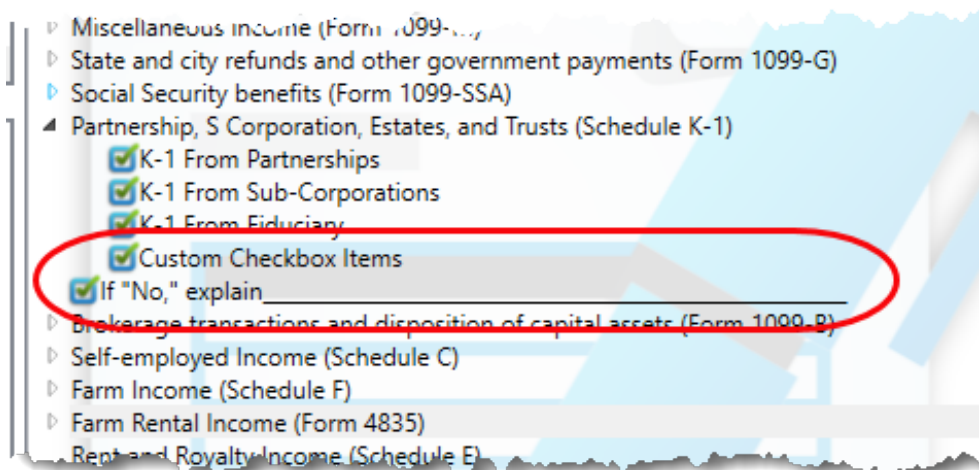 Miscellaneous Income (Form 1099-
State and city refunds and other government payments (Form 1099-G)
Social Security benefits (Form 1099-SSA)
Partnership, S Corporation, Estates, and Trusts (Schedule K-1)
K-1 From Partnerships
K-1 From Sub-Corporations
K-1 From Fiduciary
Custom Checkbox Items
If "No," explain
Brokerage transactions and disposition of capital assets (Form 1099-B)
Self-employed Income (Schedule C)
Farm Income (Schedule F)
Farm Rental Income (Form 4835)
Rent and Royalty Income (Schedule E)